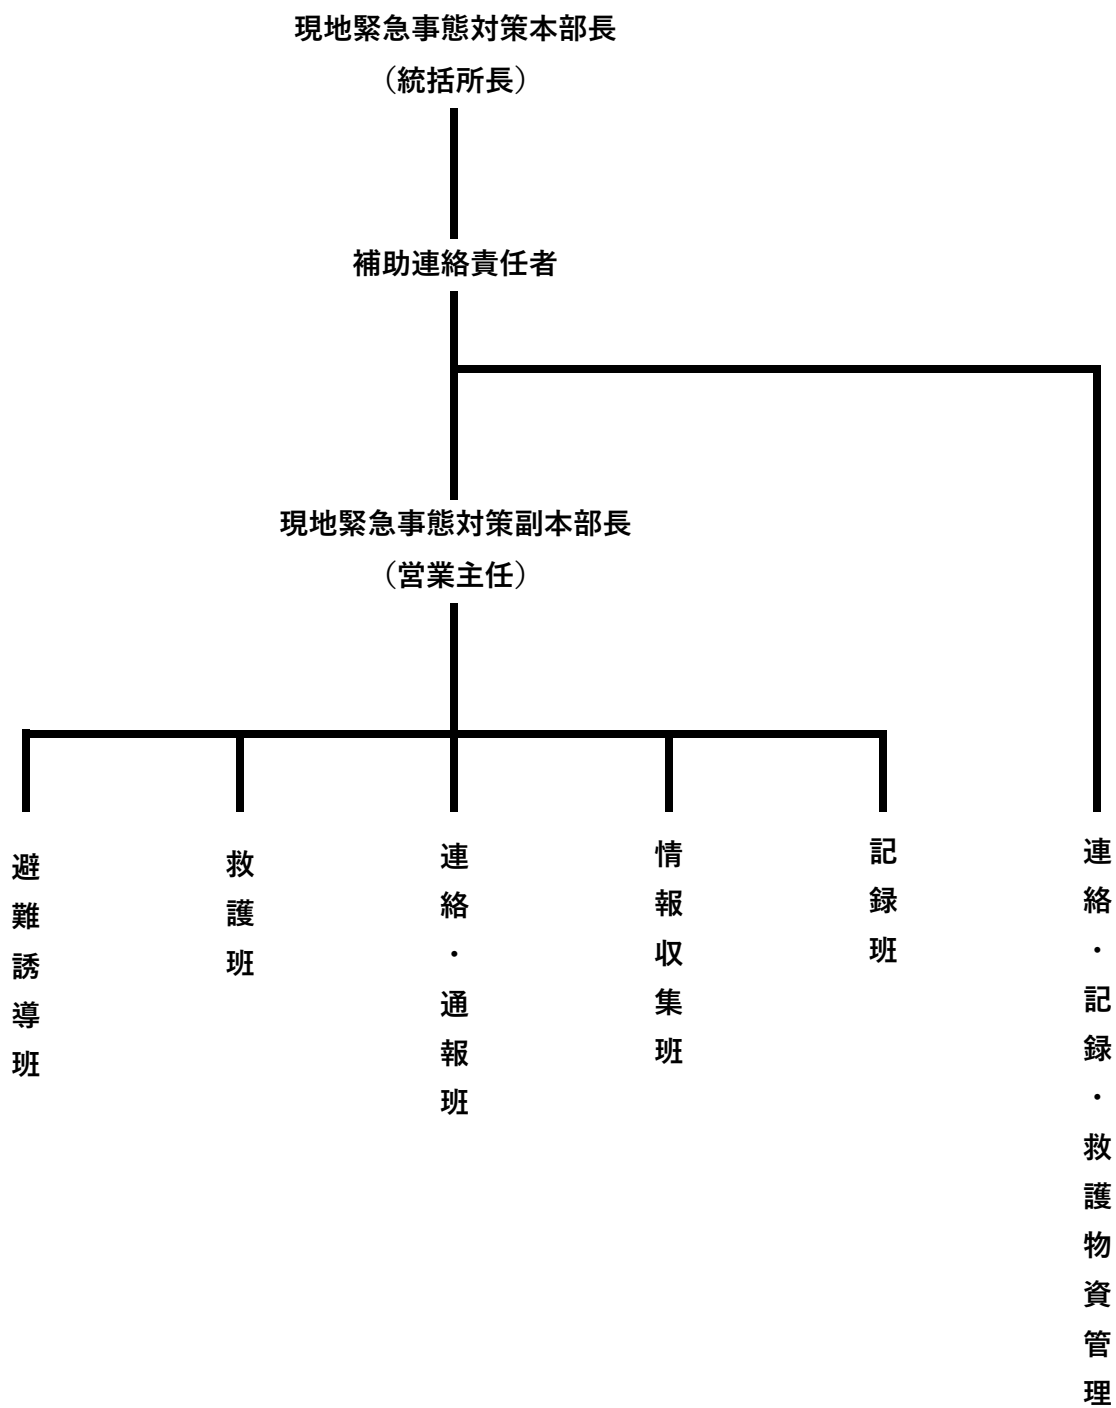 現地緊急事態対策本部長
（統括所長）
補助連絡責任者
現地緊急事態対策副本部長
（営業主任）
避難誘導班
救護班
連絡・通報班
情報収集班
記録班
連絡・記録・救護物資管理